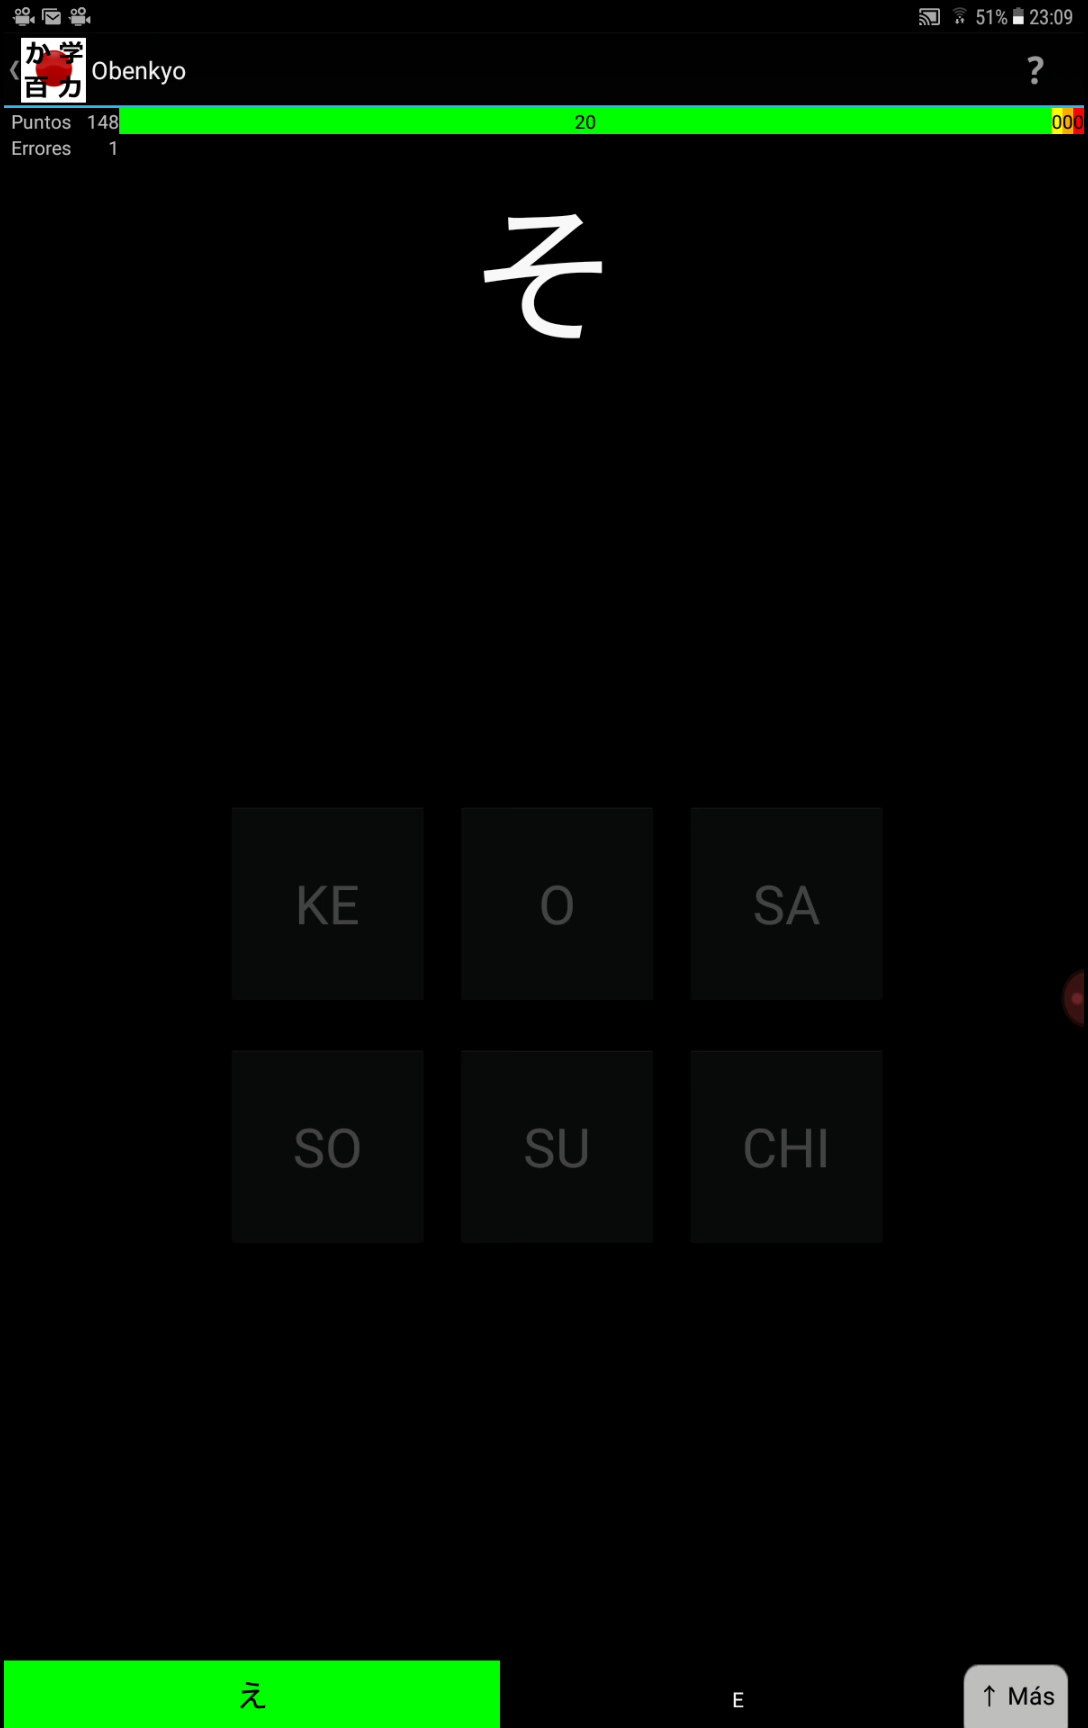 51% 23:09
か学
百力
Obenkyo
?
Puntos 148 20 000
Errores 1
そ
KE O SA
SO SU CHI
え E ↑ Más